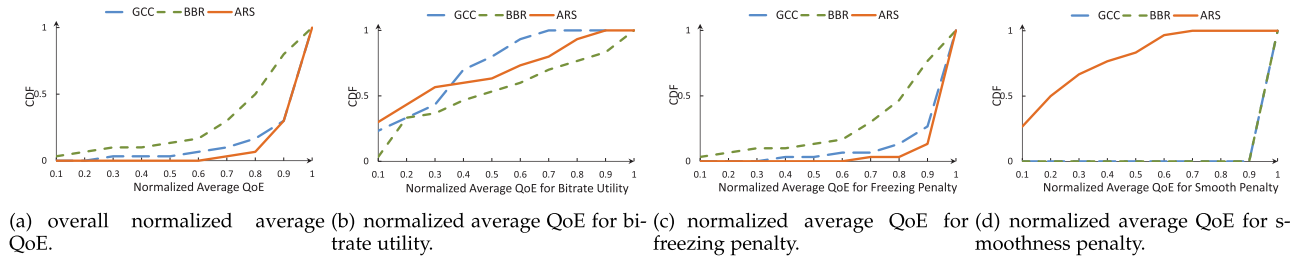 GCC BBR ARS
1
CDF
0.5
0
0.1 0.2 0.3 0.4 0.5 0.6 0.7 0.8 0.9 1
Normalized Average QoE
(a) overall normalized average
QoE.
GCC BBR ARS
1
CDF
0.5
0
0.1 0.2 0.3 0.4 0.5 0.6 0.7 0.8 0.9 1
Normalized Average QoE for Bitrate Utility
(b) normalized average QoE for bi-
trate utility.
GCC BBR ARS
1
CDF
0.5
0
0.1 0.2 0.3 0.4 0.5 0.6 0.7 0.8 0.9 1
Normalized Average QoE for Freezing Penalty
(c) normalized average QoE for
freezing penalty.
GCC BBR ARS
1
CDF
0.5
0
0.1 0.2 0.3 0.4 0.5 0.6 0.7 0.8 0.9 1
Normalized Average QoE for Smooth Penalty
(d) normalized average QoE for s-
moothness penalty.